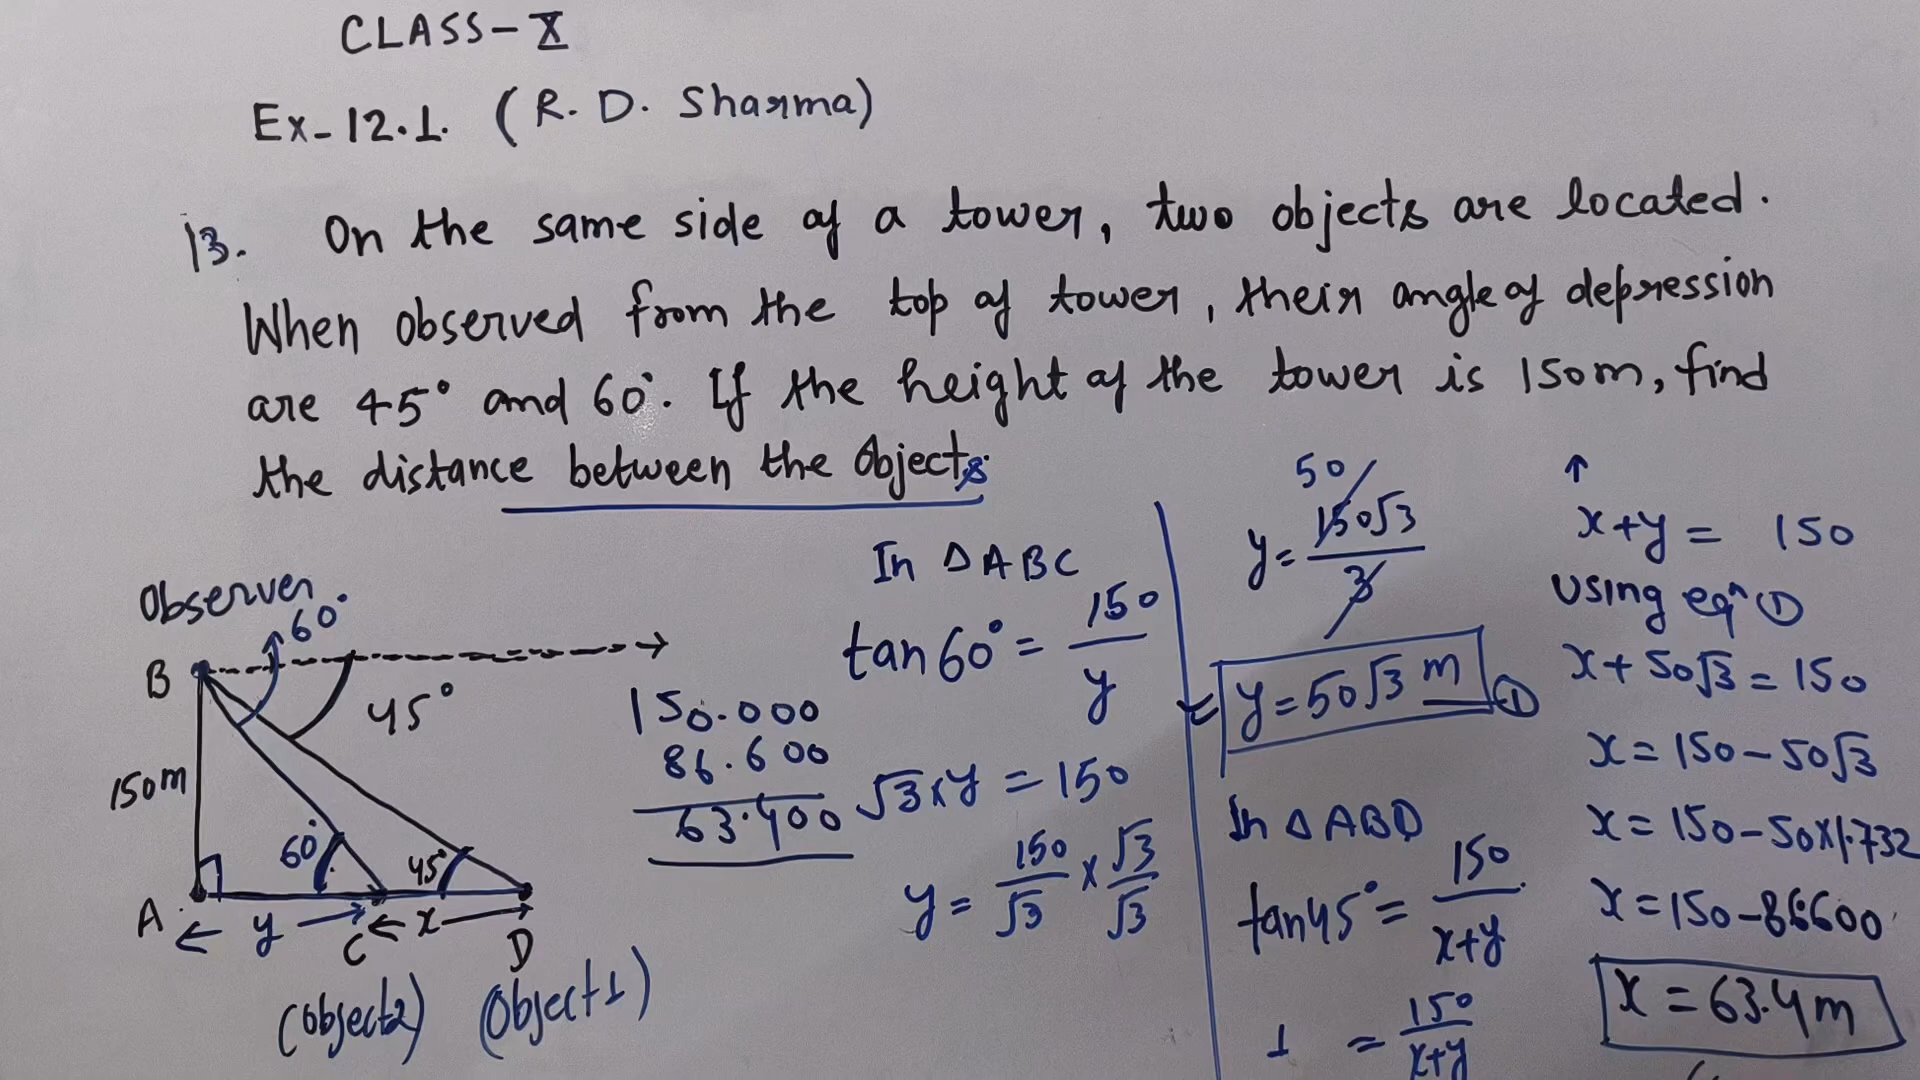 CLASS-X
Ex-12.1. (R. D. Sharma)
13. On the same side of a tower, two objects are located.
When observed from the top of tower, their angle of depression
are 45° and 60°. If the height of the tower is 150m, find
the distance between the Objects.
Observer.
60°
B
45°
150m
60°
45°
A
y
C
x
D
(object2)
(Object1)
150.000
86.600
63.400
In △ABC
tan60° = 150/y
√3×y = 150
y = 150/√3 × √3/√3
50
y = 150√3/3
y = 50√3 m ①
In △ABD
tan45° = 150/x+y
1 = 150/x+y
x+y = 150
Using eqⁿ ①
x + 50√3 = 150
x = 150 - 50√3
x = 150 - 50×1.732
x = 150 - 86.600
x = 63.4m